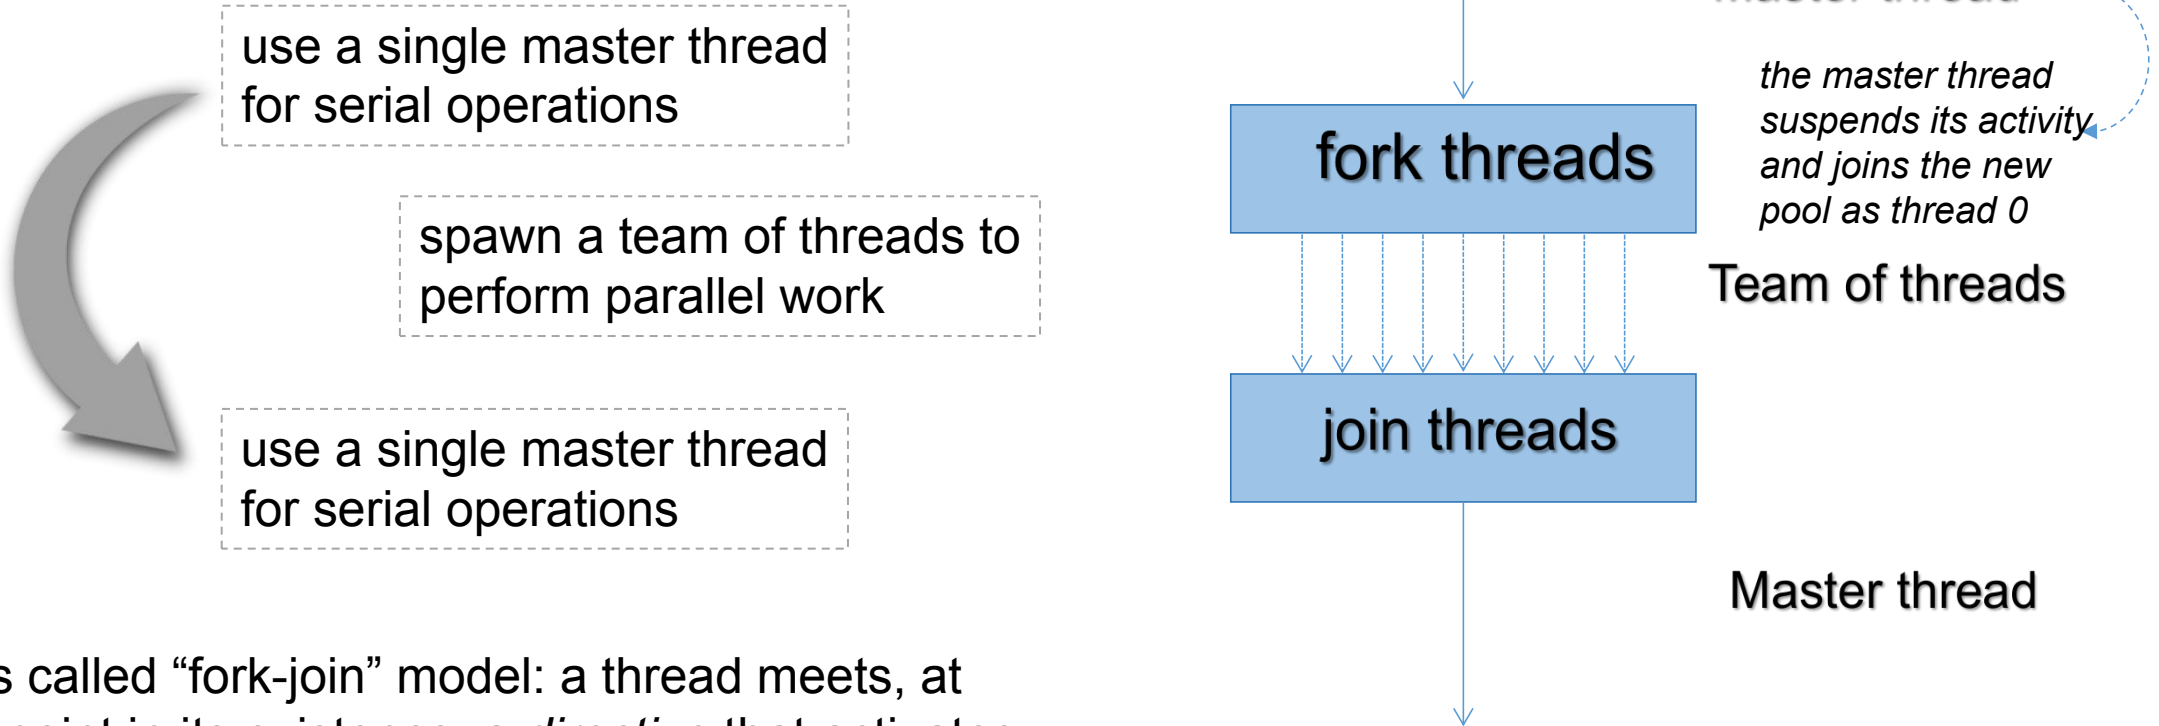 use a single master thread
for serial operations
spawn a team of threads to
perform parallel work
use a single master thread
for serial operations
called “fork-join” model: a thread meets, at
thread
the master thread
suspends its activity
and joins the new
pool as thread 0
fork threads
Team of threads
join threads
Master thread